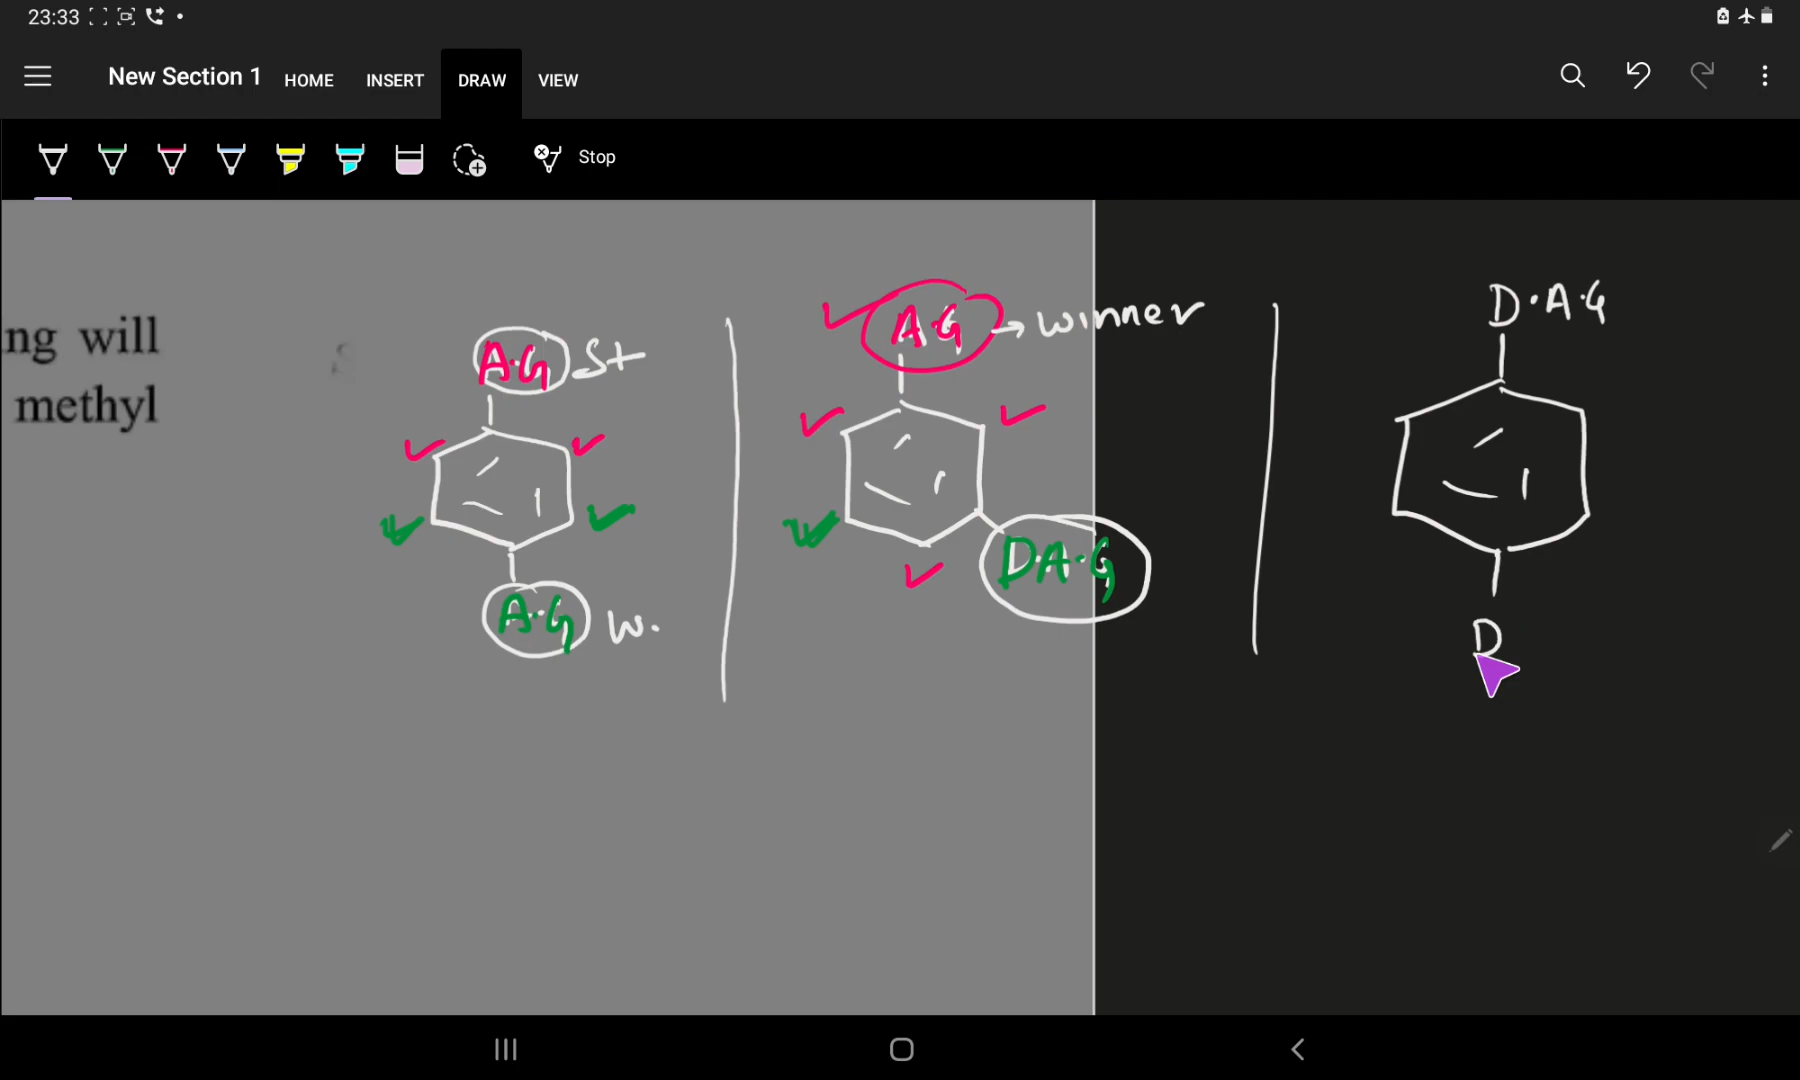 23:33
New Section 1 HOME INSERT DRAW VIEW
Stop
ng will
methyl
A·G St
A·G w.
A·G → winner
DA·G
D·A·G
D